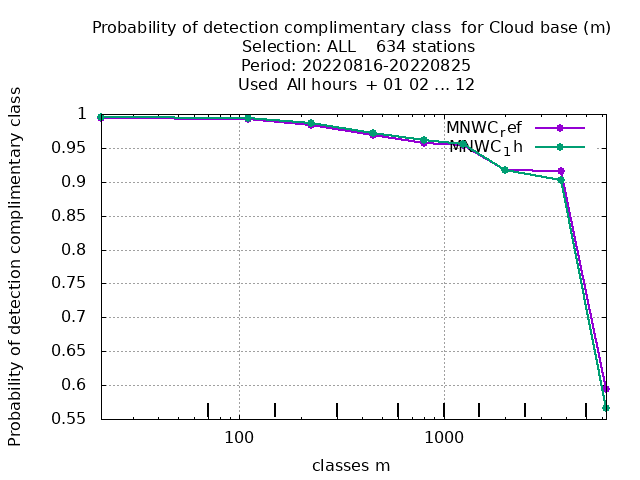 Probability of detection complimentary class  for Cloud base (m)
Selection: ALL    634 stations
Period: 20220816-20220825
Used  All hours  + 01 02 ... 12
Probability of detection complimentary class
1
0.95
0.9
0.85
0.8
0.75
0.7
0.65
0.6
0.55
MNWCref
MNWC1h
100
1000
classes m